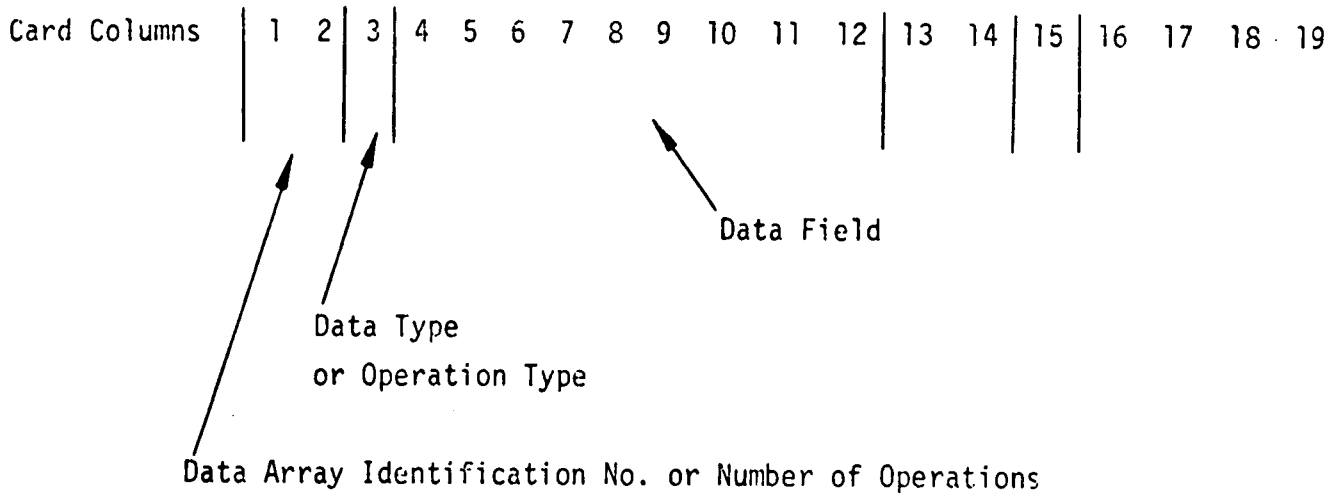 Card Columns 1 2 3 4 5 6 7 8 9 10 11 12 13 14 15 16 17 18 19
Data Field
Data Type
or Operation Type
Data Array Identification No. or Number of Operations